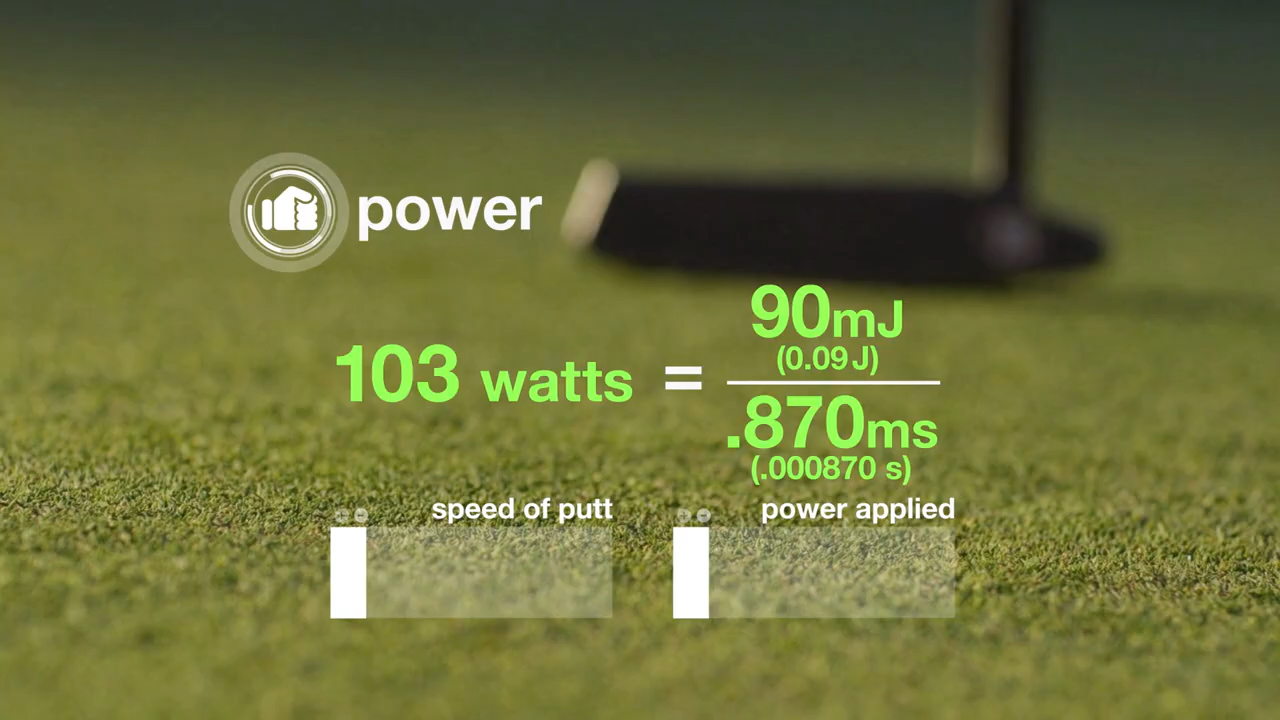 power
90mJ
(0.09 J)
103 watts =
.870ms
(.000870 s)
speed of putt
power applied